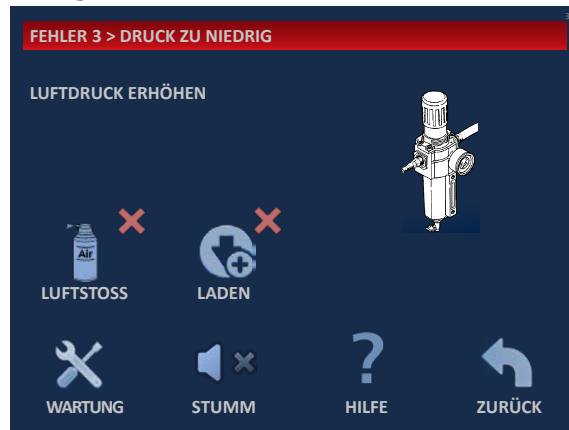 FEHLER 3 > DRUCK ZU NIEDRIG
LUFTDRUCK ERHÖHEN
Air
LUFTSTOSS LADEN
WARTUNG STUMM HILFE ZURÜCK